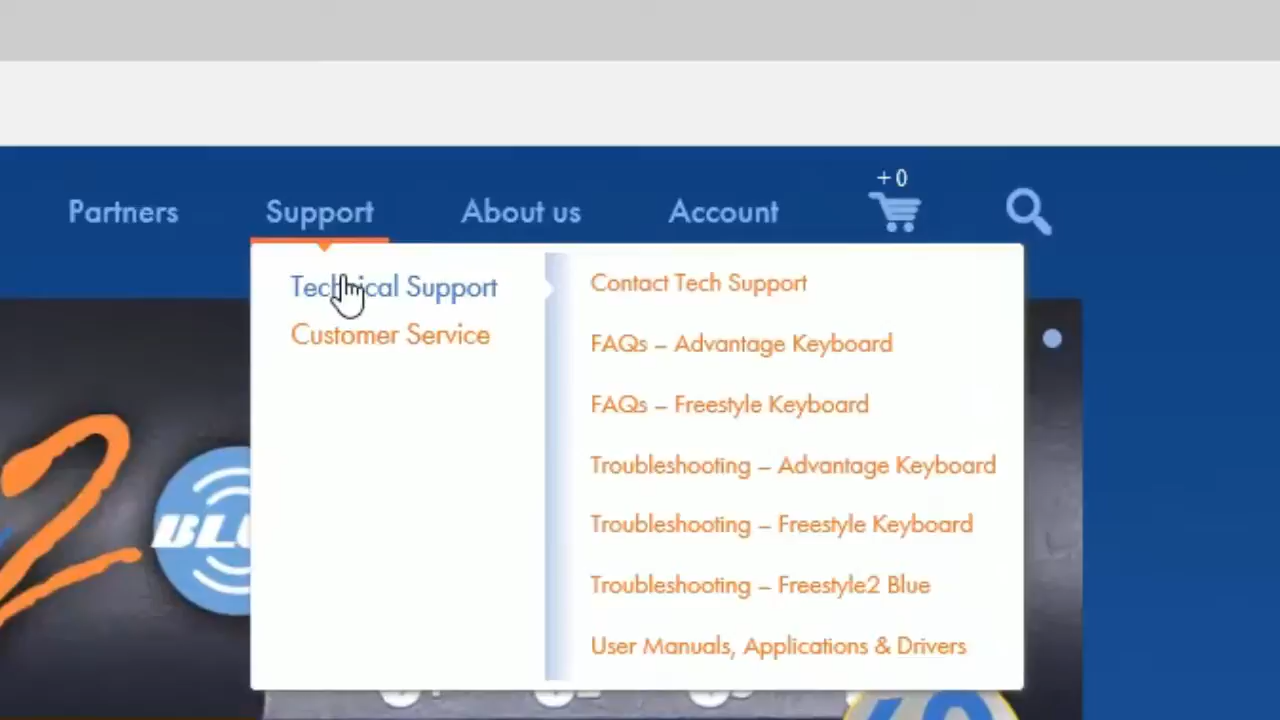 +0
Partners Support About us Account
Technical Support
Customer Service
Contact Tech Support
FAQs – Advantage Keyboard
FAQs – Freestyle Keyboard
Troubleshooting – Advantage Keyboard
Troubleshooting – Freestyle Keyboard
Troubleshooting – Freestyle2 Blue
User Manuals, Applications & Drivers
2